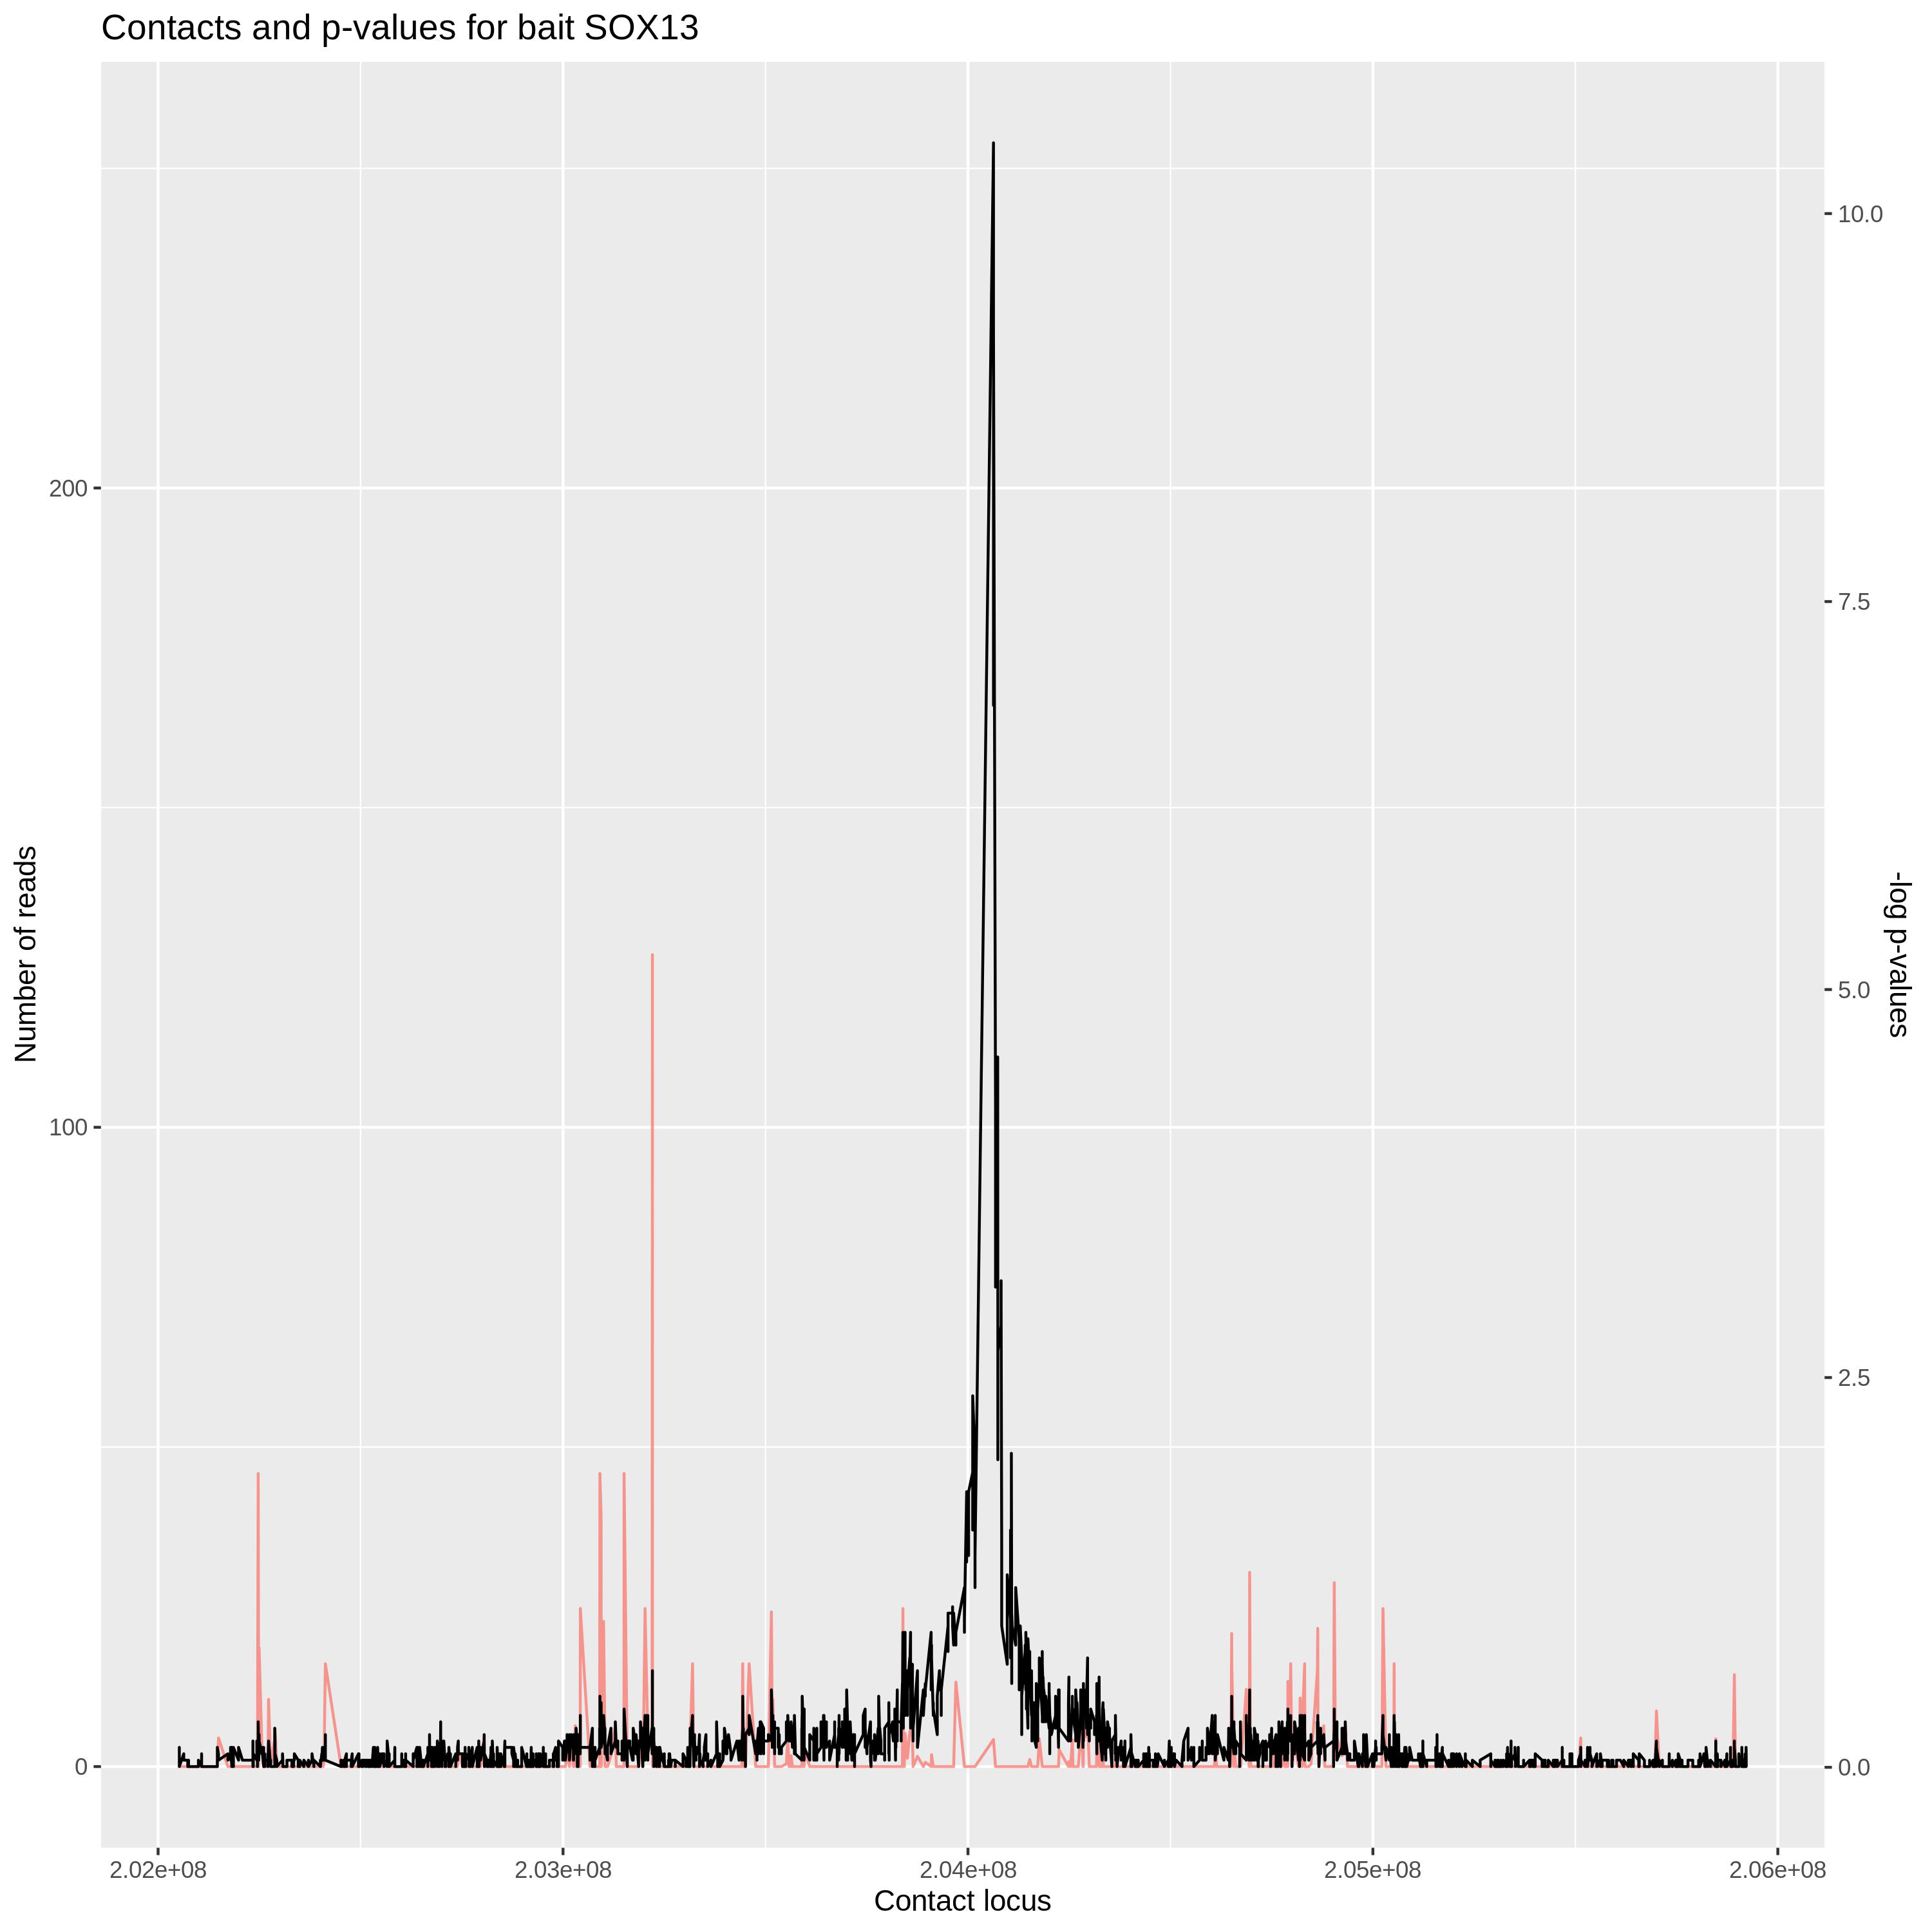 Contacts and p-values for bait SOX13
Number of reads
200
100
0
10.0
7.5
5.0
2.5
0.0
-log p-values
2.02e+08
2.03e+08
2.04e+08
2.05e+08
2.06e+08
Contact locus